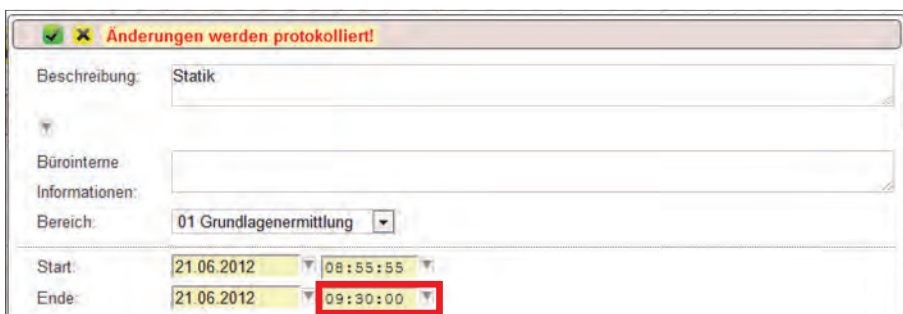 Änderungen werden protokolliert!
Beschreibung: Statik
Bürointerne
Informationen:
Bereich: 01 Grundlagenermittlung
Start: 21.06.2012 08:55:55
Ende: 21.06.2012 09:30:00